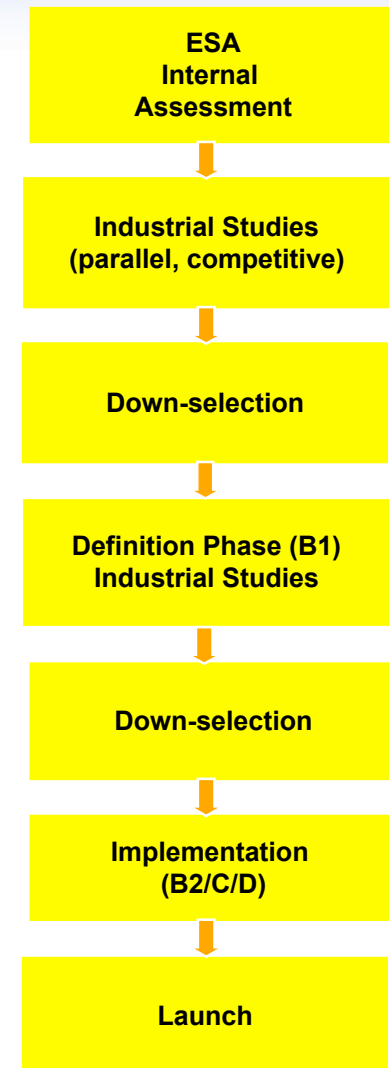 ESA
Internal
Assessment
Industrial Studies
(parallel, competitive)
Down-selection
Definition Phase (B1)
Industrial Studies
Down-selection
Implementation
(B2/C/D)
Launch